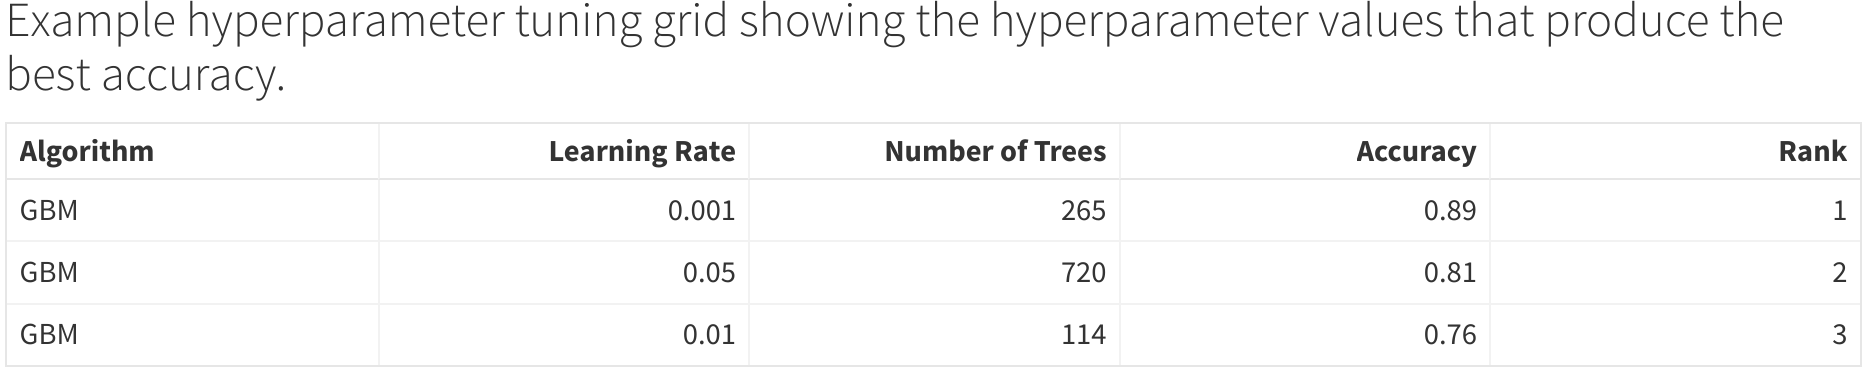 Example hyperparameter tuning grid showing the hyperparameter values that produce the
best accuracy.
Algorithm Learning Rate Number of Trees Accuracy Rank
GBM 0.001 265 0.89 1
GBM 0.05 720 0.81 2
GBM 0.01 114 0.76 3